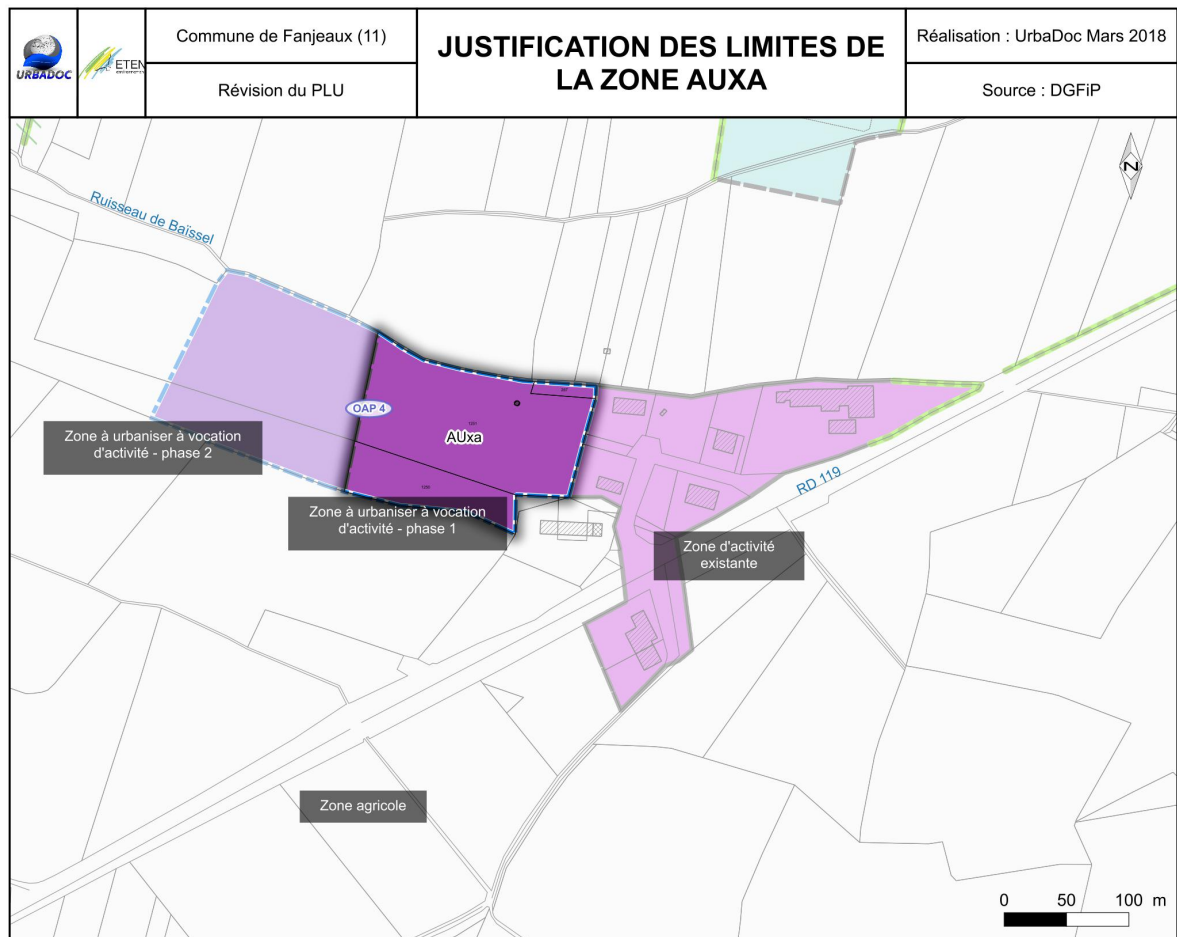 URBADOC
ETEN
environnement
Commune de Fanjeaux (11)
Révision du PLU
JUSTIFICATION DES LIMITES DE
LA ZONE AUXA
Réalisation : UrbaDoc Mars 2018
Source : DGFiP
N
Ruisseau de Baïssel
OAP 4
AUxa
Zone à urbaniser à vocation
d'activité - phase 2
Zone à urbaniser à vocation
d'activité - phase 1
RD 119
Zone d'activité
existante
Zone agricole
0 50 100 m